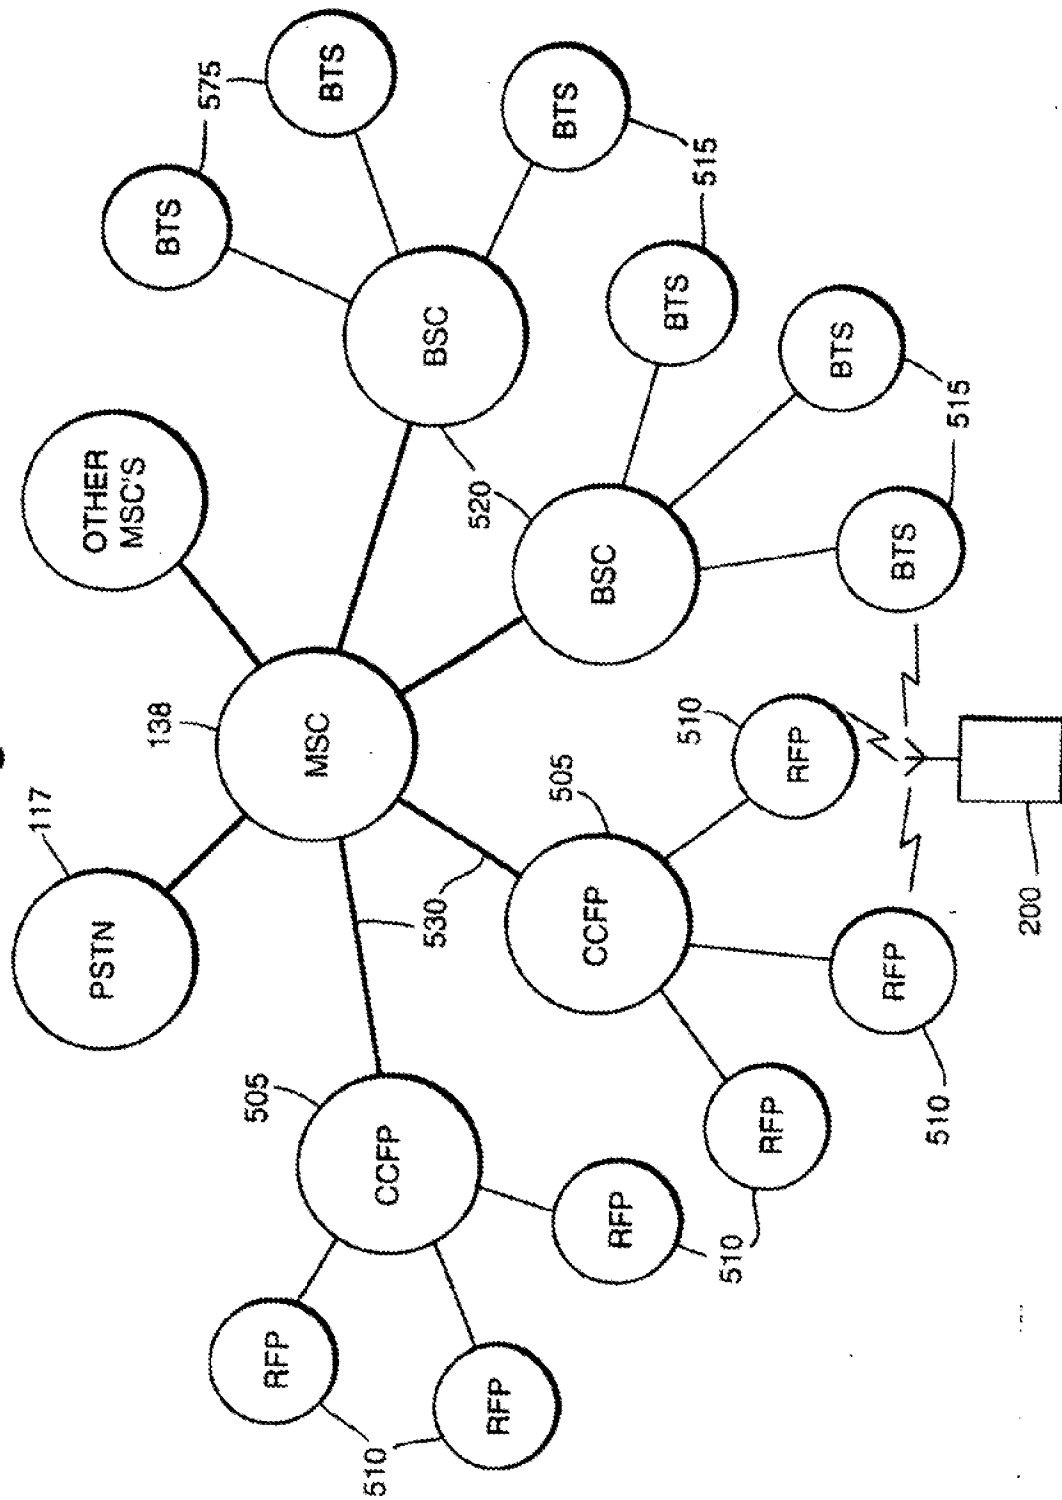 PSTN
117
138
MSC
OTHER
MSC'S
BSC
BTS
575
BTS
BTS
515
BTS
520
BSC
BTS
515
BTS
530
505
CCFP
505
CCFP
RFP
510
RFP
RFP
510
RFP
RFP
510
RFP
510
200